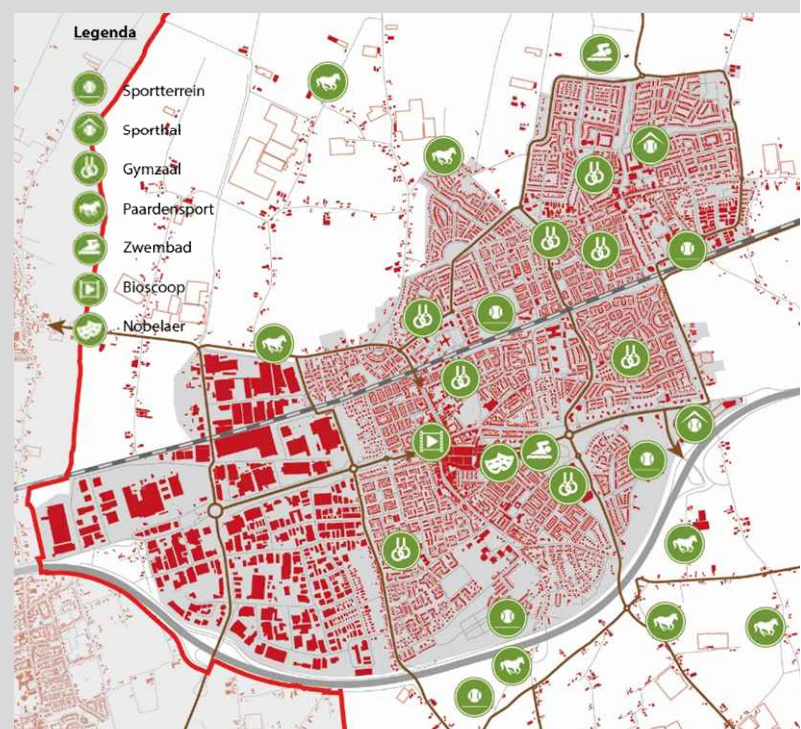 Legenda
Sportterrein
Sporthal
Gymzaal
Paardensport
Zwembad
Bioscoop
Nobelaer